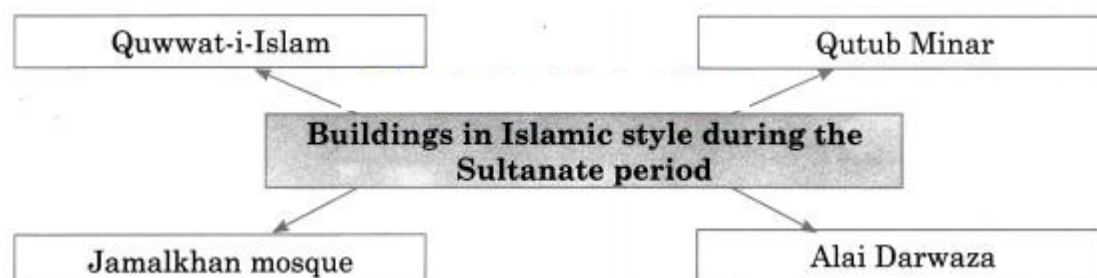 Quwwat-i-Islam
Qutub Minar
Buildings in Islamic style during the
Sultanate period
Jamalkhan mosque
Alai Darwaza